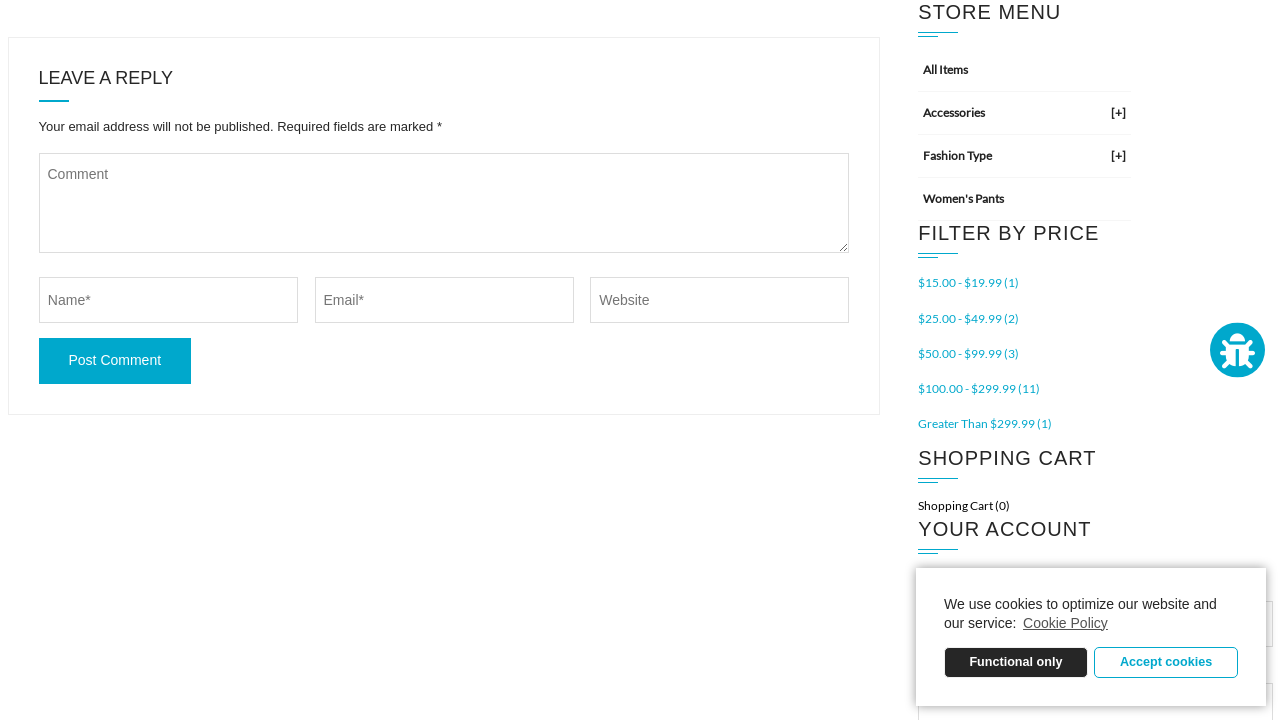 LEAVE A REPLY
Your email address will not be published. Required fields are marked *
Comment
Name*
Email*
Website
Post Comment
STORE MENU
All Items
Accessories [+]
Fashion Type [+]
Women's Pants
FILTER BY PRICE
$15.00 - $19.99 (1)
$25.00 - $49.99 (2)
$50.00 - $99.99 (3)
$100.00 - $299.99 (11)
Greater Than $299.99 (1)
SHOPPING CART
Shopping Cart (0)
YOUR ACCOUNT
We use cookies to optimize our website and
our service: Cookie Policy
Functional only
Accept cookies